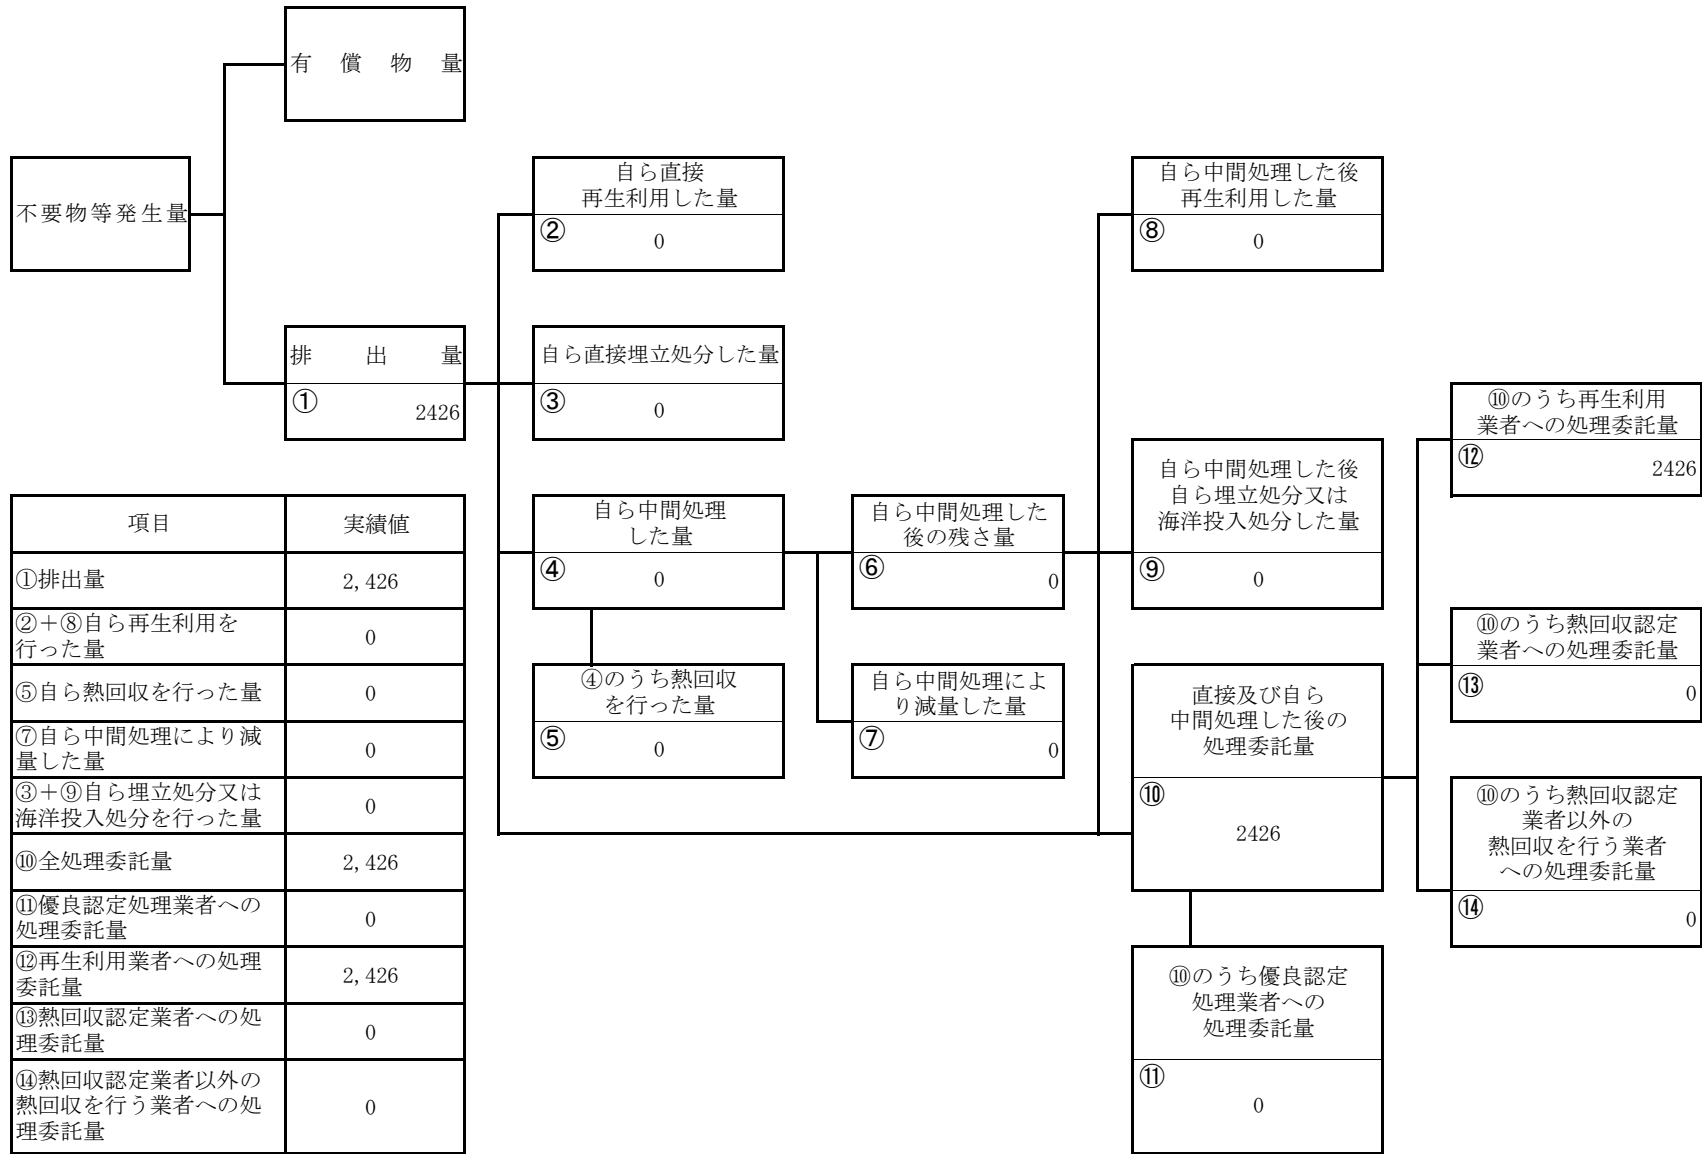 有償物量
不要物等発生量
排出量
①
2426
自ら直接
再生利用した量
②
0
自ら直接埋立処分した量
③
0
自ら中間処理
した量
④
0
④のうち熱回収
を行った量
⑤
0
自ら中間処理した
後の残さ量
⑥
0
自ら中間処理によ
り減量した量
⑦
0
自ら中間処理した後
再生利用した量
⑧
0
自ら中間処理した後
自ら埋立処分又は
海洋投入処分した量
⑨
0
直接及び自ら
中間処理した後の
処理委託量
⑩
2426
⑩のうち優良認定
処理業者への
処理委託量
⑪
0
⑩のうち再生利用
業者への処理委託量
⑫
2426
⑩のうち熱回収認定
業者への処理委託量
⑬
0
⑩のうち熱回収認定
業者以外の
熱回収を行う業者
への処理委託量
⑭
0
項目 実績値
①排出量 2,426
②+⑧自ら再生利用を
行った量 0
⑤自ら熱回収を行った量 0
⑦自ら中間処理により減
量した量 0
③+⑨自ら埋立処分又は
海洋投入処分を行った量 0
⑩全処理委託量 2,426
⑪優良認定処理業者への
処理委託量 0
⑫再生利用業者への処理
委託量 2,426
⑬熱回収認定業者への処
理委託量 0
⑭熱回収認定業者以外の
熱回収を行う業者への処
理委託量 0